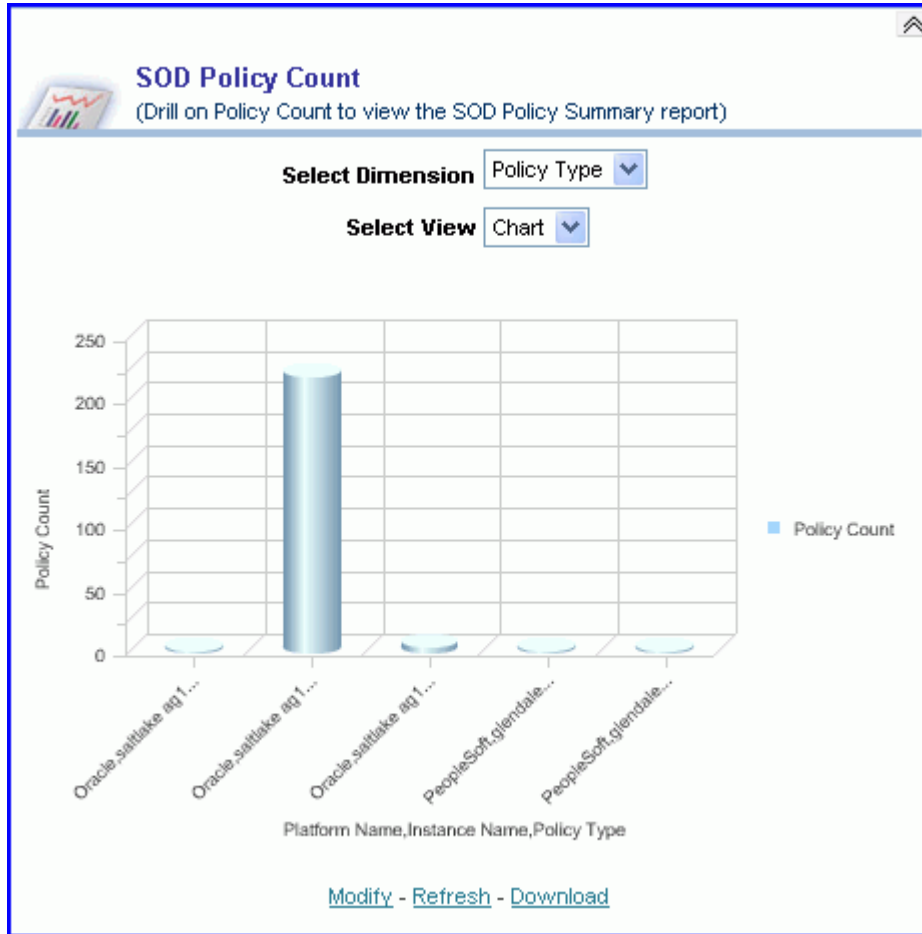 SOD Policy Count
(Drill on Policy Count to view the SOD Policy Summary report)
Select Dimension Policy Type
Select View Chart
250
200
150
100
50
0
Policy Count
Policy Count
Oracle,saltlake ag1...
Oracle,saltlake ag1...
Oracle,saltlake ag1...
PeopleSoft,glendale...
PeopleSoft,glendale...
Platform Name,Instance Name,Policy Type
Modify - Refresh - Download